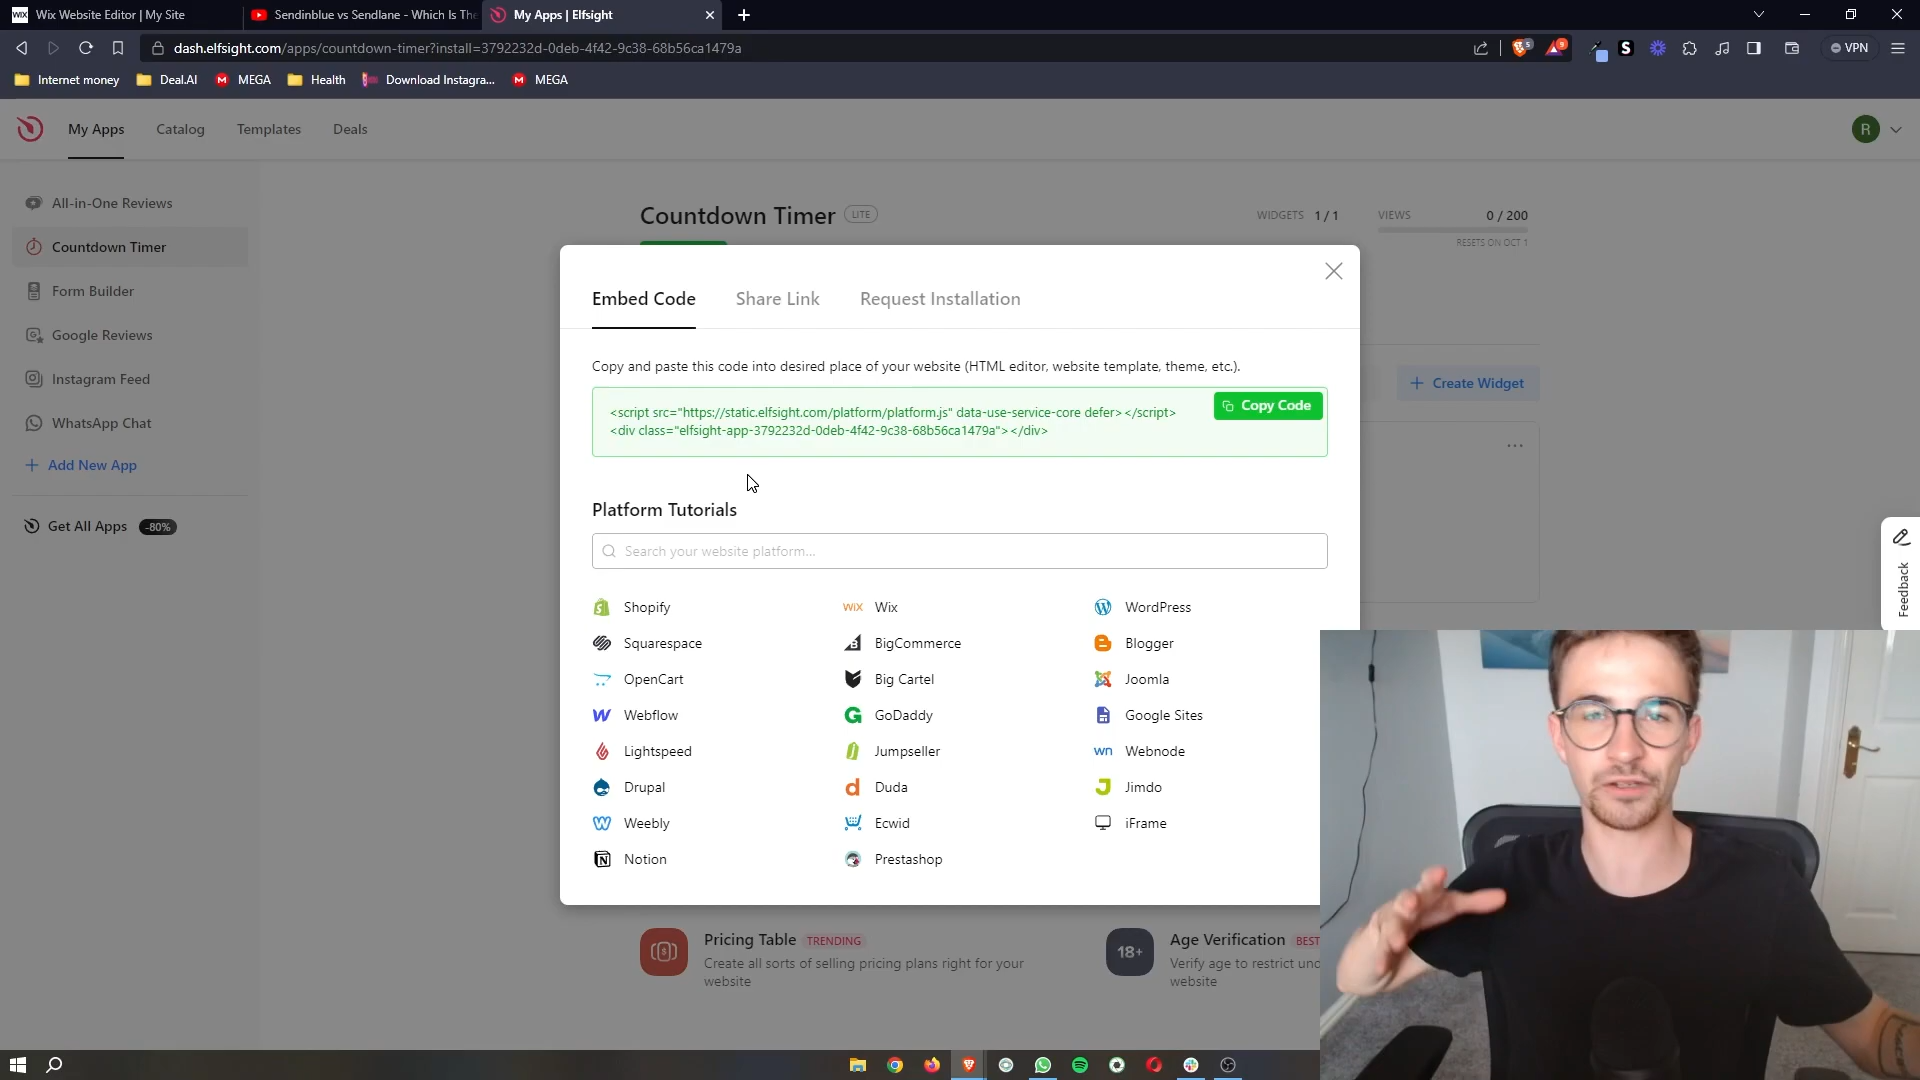 WIX Wix Website Editor | My Site
Sendinblue vs Sendlane - Which Is The
My Apps | Elfsight
dash.elfsight.com/apps/countdown-timer?install=3792232d-0deb-4f42-9c38-68b56ca1479a
VPN
Internet money
Deal.AI
MEGA
Health
Download Instagra...
MEGA
My Apps
Catalog
Templates
Deals
R
All-in-One Reviews
Countdown Timer
Form Builder
Google Reviews
Instagram Feed
WhatsApp Chat
Add New App
Get All Apps -80%
Countdown Timer LITE
WIDGETS 1 / 1
VIEWS 0 / 200
RESETS ON OCT 1
+ Create Widget
Embed Code
Share Link
Request Installation
Copy and paste this code into desired place of your website (HTML editor, website template, theme, etc.).
<script src="https://static.elfsight.com/platform/platform.js" data-use-service-core defer></script>
<div class="elfsight-app-3792232d-0deb-4f42-9c38-68b56ca1479a"></div>
Copy Code
Platform Tutorials
Search your website platform...
Shopify
WIX Wix
WordPress
Squarespace
BigCommerce
Blogger
OpenCart
Big Cartel
Joomla
Webflow
GoDaddy
Google Sites
Lightspeed
Jumpseller
wn Webnode
Drupal
Duda
Jimdo
Weebly
Ecwid
iFrame
Notion
Prestashop
Feedback
Pricing Table TRENDING
Create all sorts of selling pricing plans right for your
website
18+
Age Verification BEST
Verify age to restrict
website